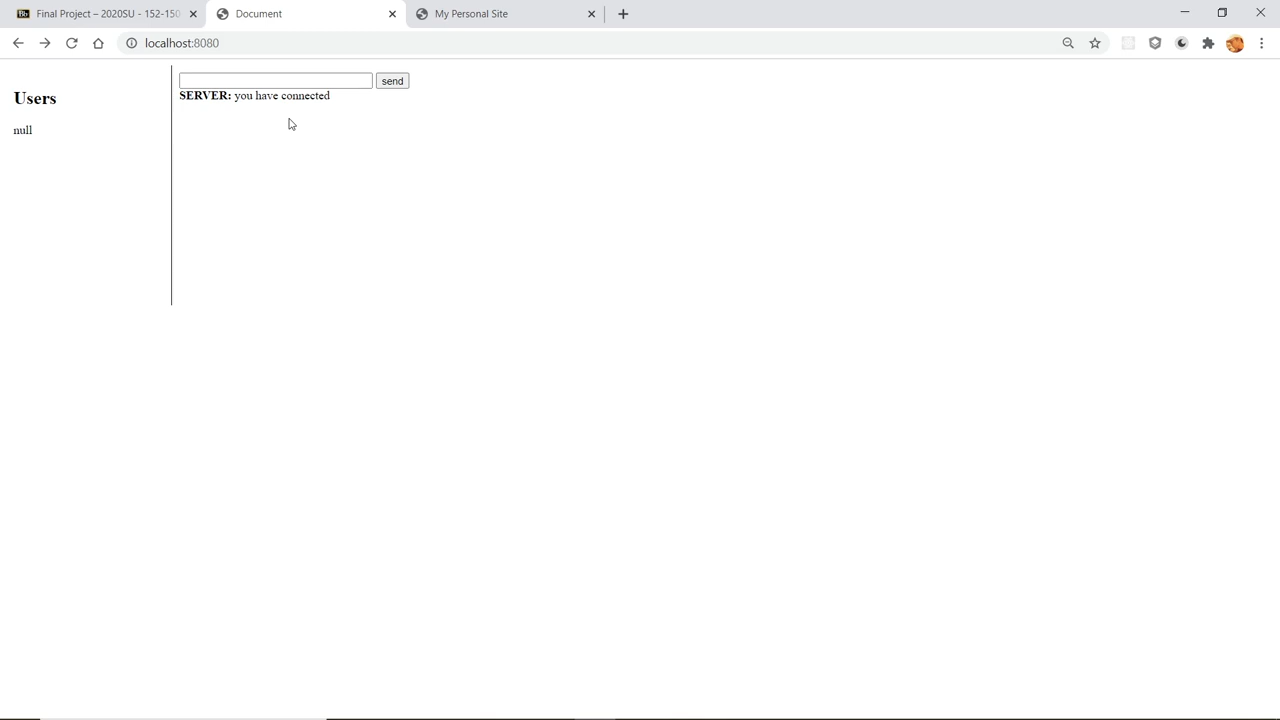 Final Project – 2020SU - 152-150
Document
My Personal Site
localhost:8080
Users
null
send
SERVER: you have connected